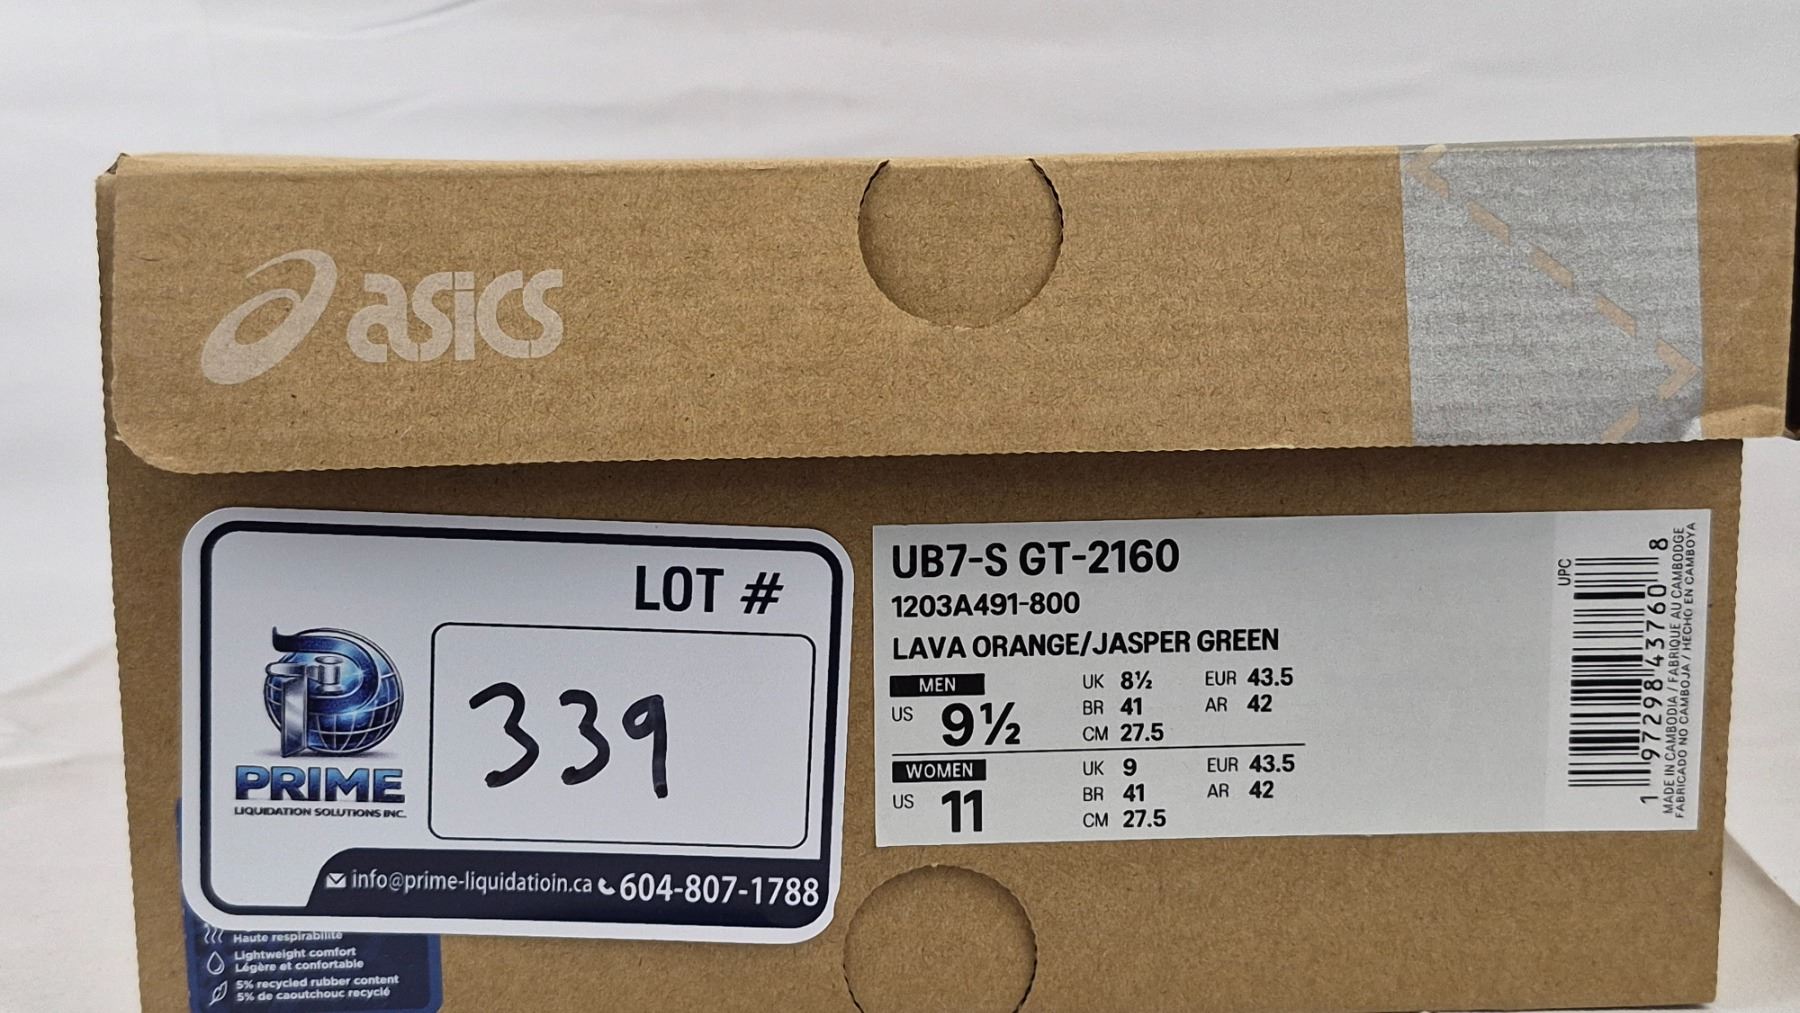 asics
LOT #
339
PRIME
LIQUIDATION SOLUTIONS INC.
info@prime-liquidatioin.ca 604-807-1788
Haute respirabilité
Lightweight comfort
Légère et confortable
5% recycled rubber content
5% de caoutchouc recyclé
UB7-S GT-2160
1203A491-800
LAVA ORANGE/JASPER GREEN
MEN
US 9½
UK 8½ EUR 43.5
BR 41 AR 42
CM 27.5
WOMEN
US 11
UK 9 EUR 43.5
BR 41 AR 42
CM 27.5
UPC
1 97298 43760 8
MADE IN CAMBODIA / FABRIQUE AU CAMBODGE
FABRICADO NO CAMBOJA / HECHO EN CAMBOYA